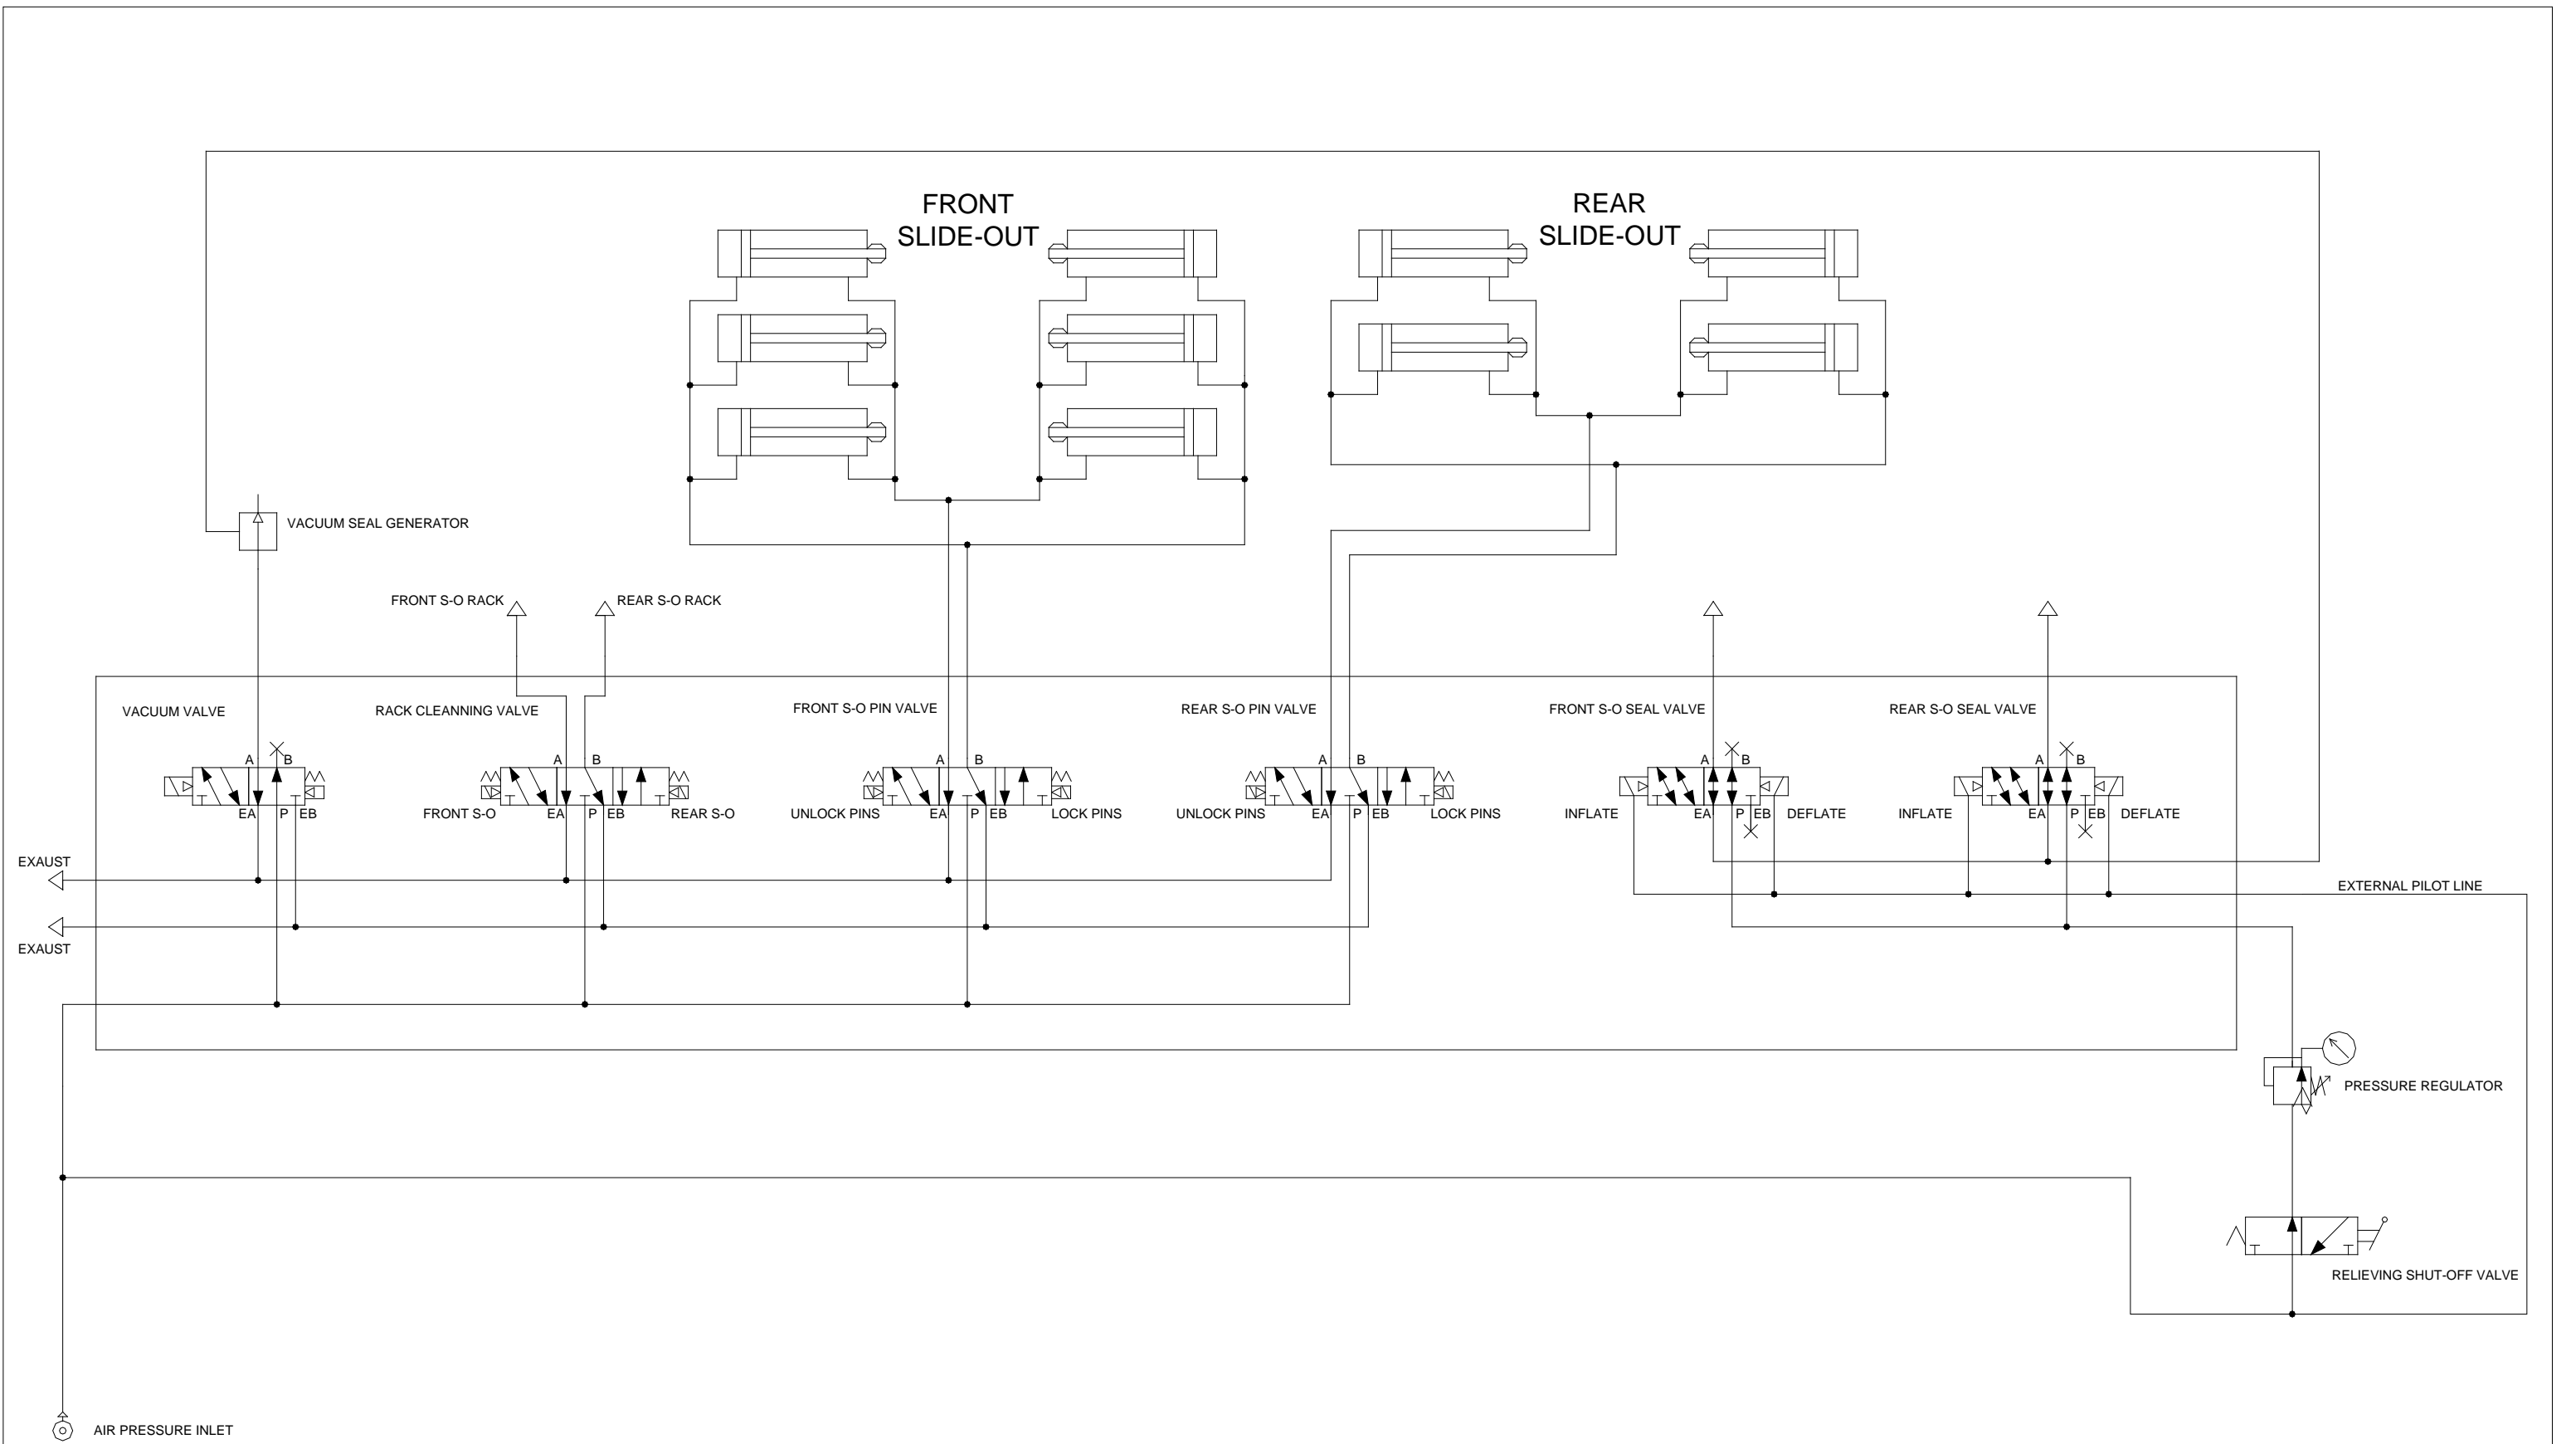 FRONT
SLIDE-OUT
REAR
SLIDE-OUT
VACUUM SEAL GENERATOR
FRONT S-O RACK
REAR S-O RACK
VACUUM VALVE
RACK CLEANNING VALVE
FRONT S-O PIN VALVE
REAR S-O PIN VALVE
FRONT S-O SEAL VALVE
REAR S-O SEAL VALVE
A B
A B
A B
A B
A B
A B
EA P EB
FRONT S-O EA P EB REAR S-O
UNLOCK PINS EA P EB LOCK PINS
UNLOCK PINS EA P EB LOCK PINS
INFLATE EA P EB DEFLATE
INFLATE EA P EB DEFLATE
EXAUST
EXTERNAL PILOT LINE
EXAUST
PRESSURE REGULATOR
RELIEVING SHUT-OFF VALVE
AIR PRESSURE INLET